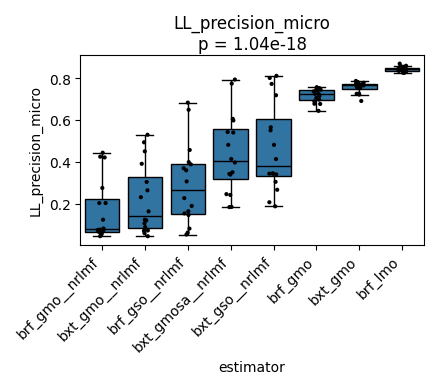 LL_precision_micro
p = 1.04e-18
LL_precision_micro
0.8
0.6
0.4
0.2
brf_gmo__nrlmf
bxt_gmo__nrlmf
brf_gso__nrlmf
bxt_gmosa__nrlmf
bxt_gso__nrlmf
brf_gmo
bxt_gmo
brf_lmo
estimator